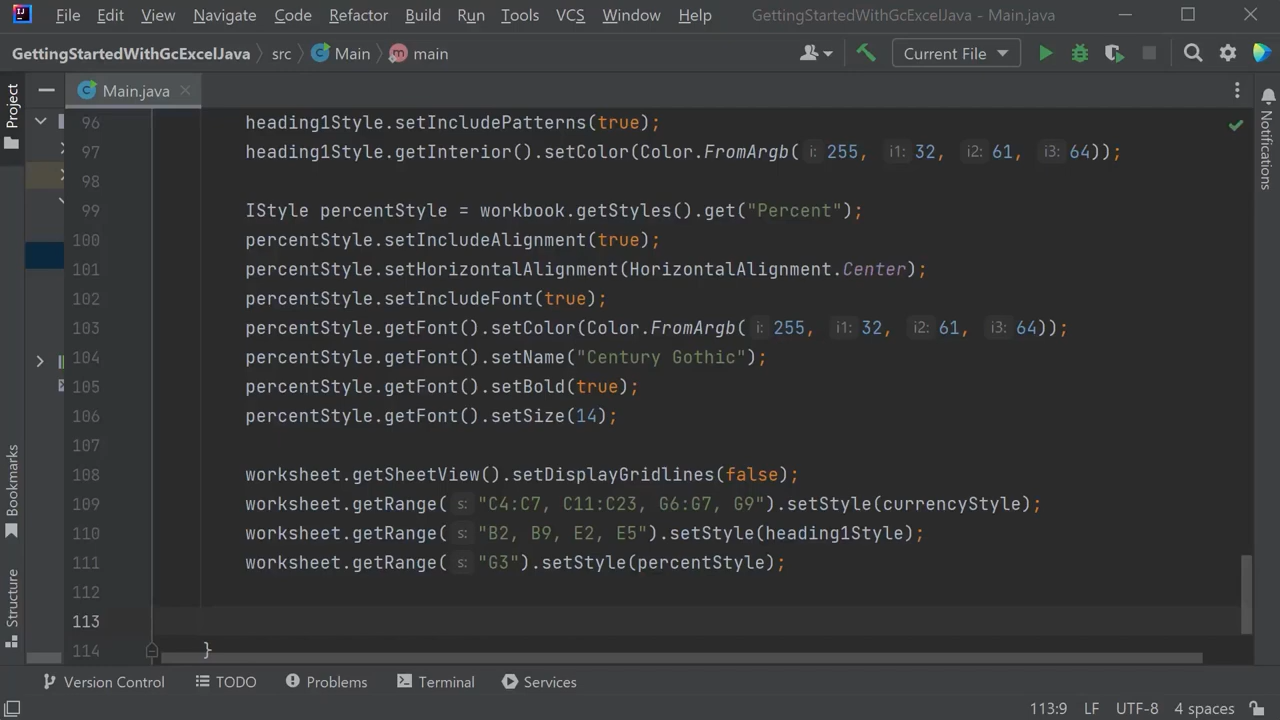 File Edit View Navigate Code Refactor Build Run Tools VCS Window Help GettingStartedWithGcExcelJava - Main.java
GettingStartedWithGcExcelJava src Main main Current File
Project
Main.java
96 heading1Style.setIncludePatterns(true);
97 heading1Style.getInterior().setColor(Color.FromArgb( i: 255, i1: 32, i2: 61, i3: 64));
98
99 IStyle percentStyle = workbook.getStyles().get("Percent");
100 percentStyle.setIncludeAlignment(true);
101 percentStyle.setHorizontalAlignment(HorizontalAlignment.Center);
102 percentStyle.setIncludeFont(true);
103 percentStyle.getFont().setColor(Color.FromArgb( i: 255, i1: 32, i2: 61, i3: 64));
104 percentStyle.getFont().setName("Century Gothic");
105 percentStyle.getFont().setBold(true);
106 percentStyle.getFont().setSize(14);
107
108 worksheet.getSheetView().setDisplayGridlines(false);
109 worksheet.getRange( s: "C4:C7, C11:C23, G6:G7, G9").setStyle(currencyStyle);
110 worksheet.getRange( s: "B2, B9, E2, E5").setStyle(heading1Style);
111 worksheet.getRange( s: "G3").setStyle(percentStyle);
112
113
114 }
Notifications
Bookmarks
Structure
Version Control TODO Problems Terminal Services
113:9 LF UTF-8 4 spaces